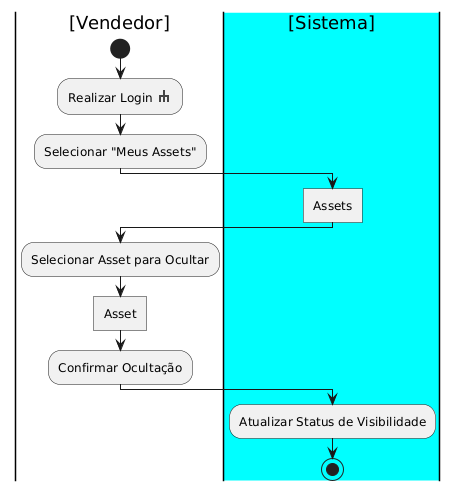 [Vendedor]
[Sistema]
Realizar Login
Selecionar "Meus Assets"
Assets
Selecionar Asset para Ocultar
Asset
Confirmar Ocultação
Atualizar Status de Visibilidade